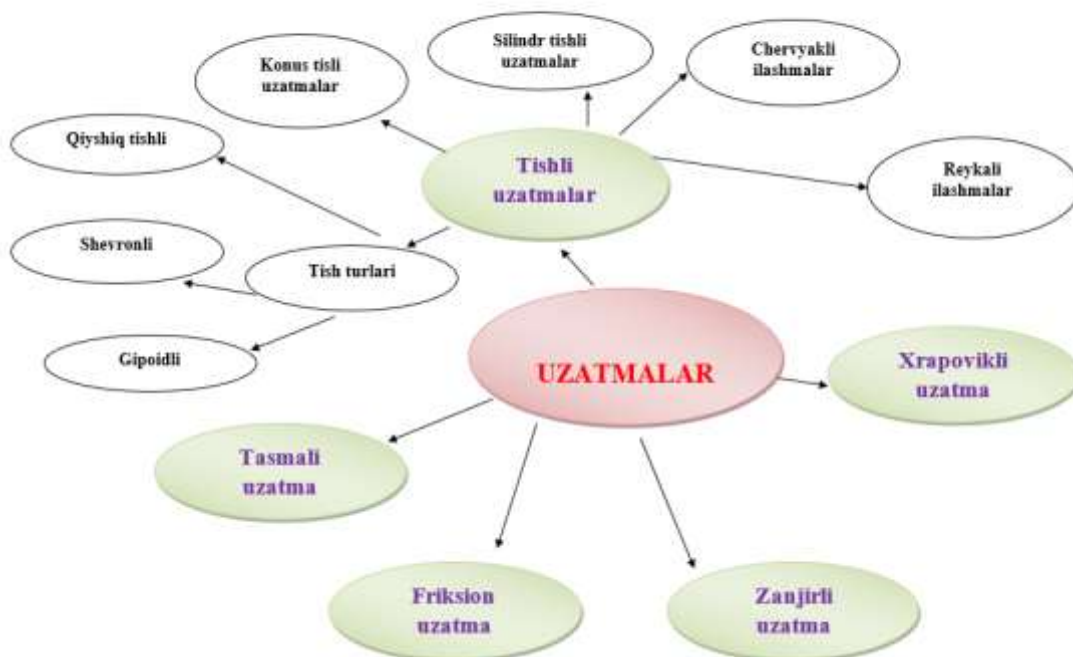 Silindr tishli
uzatmalar
Chervyakli
ilashmalar
Konus tisli
uzatmalar
Qiyshiq tishli
Tishli
uzatmalar
Reykali
ilashmalar
Shevronli
Tish turlari
Gipoidli
UZATMALAR
Xrapovikli
uzatma
Tasmali
uzatma
Friksion
uzatma
Zanjirli
uzatma